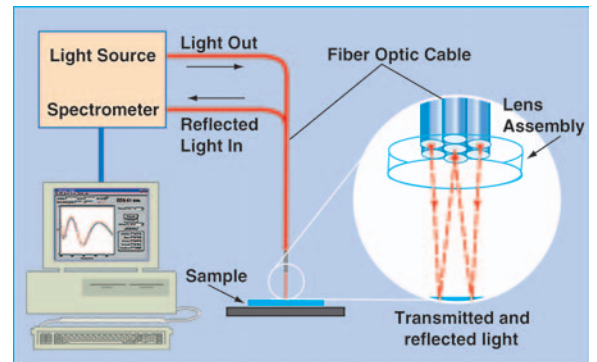 Light Source
Spectrometer
Light Out
Reflected
Light In
Fiber Optic Cable
Lens
Assembly
Sample
Transmitted and
reflected light